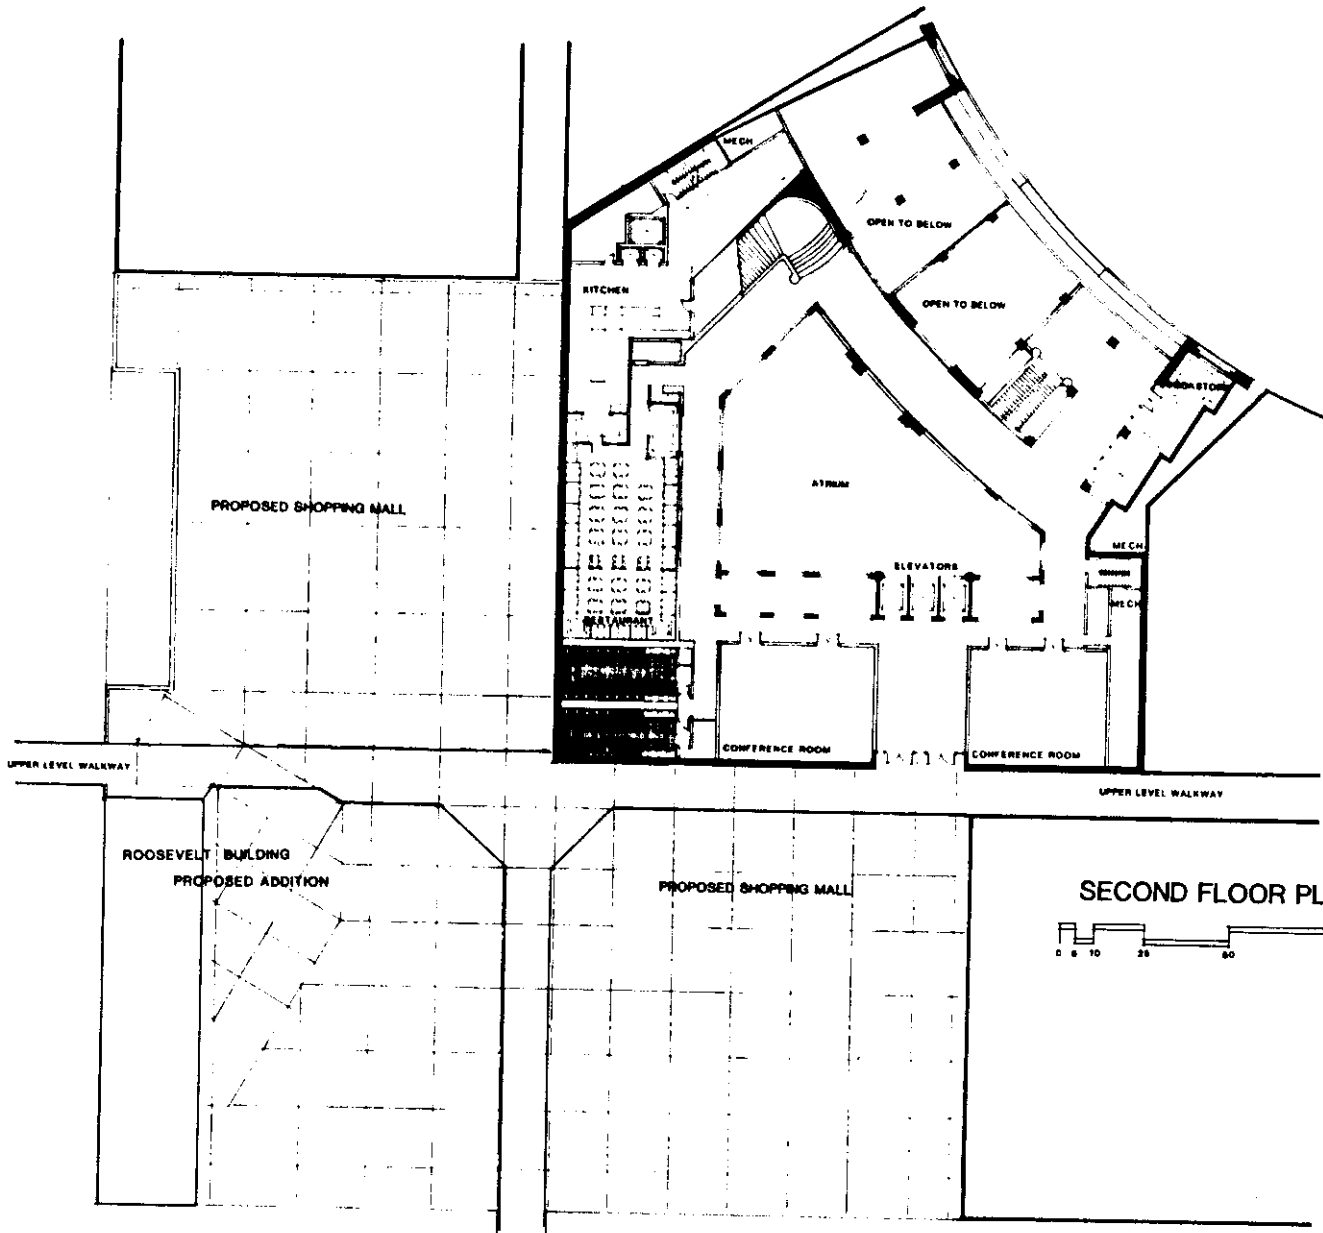 MECH
OPEN TO BELOW
KITCHEN
OPEN TO BELOW
ATRIUM
PROPOSED SHOPPING MALL
MECH
ELEVATORS
MECH
RESTAURANT
CONFERENCE ROOM
CONFERENCE ROOM
UPPER LEVEL WALKWAY
UPPER LEVEL WALKWAY
ROOSEVELT BUILDING
PROPOSED ADDITION
PROPOSED SHOPPING MALL
SECOND FLOOR PL
0 5 10 25 50